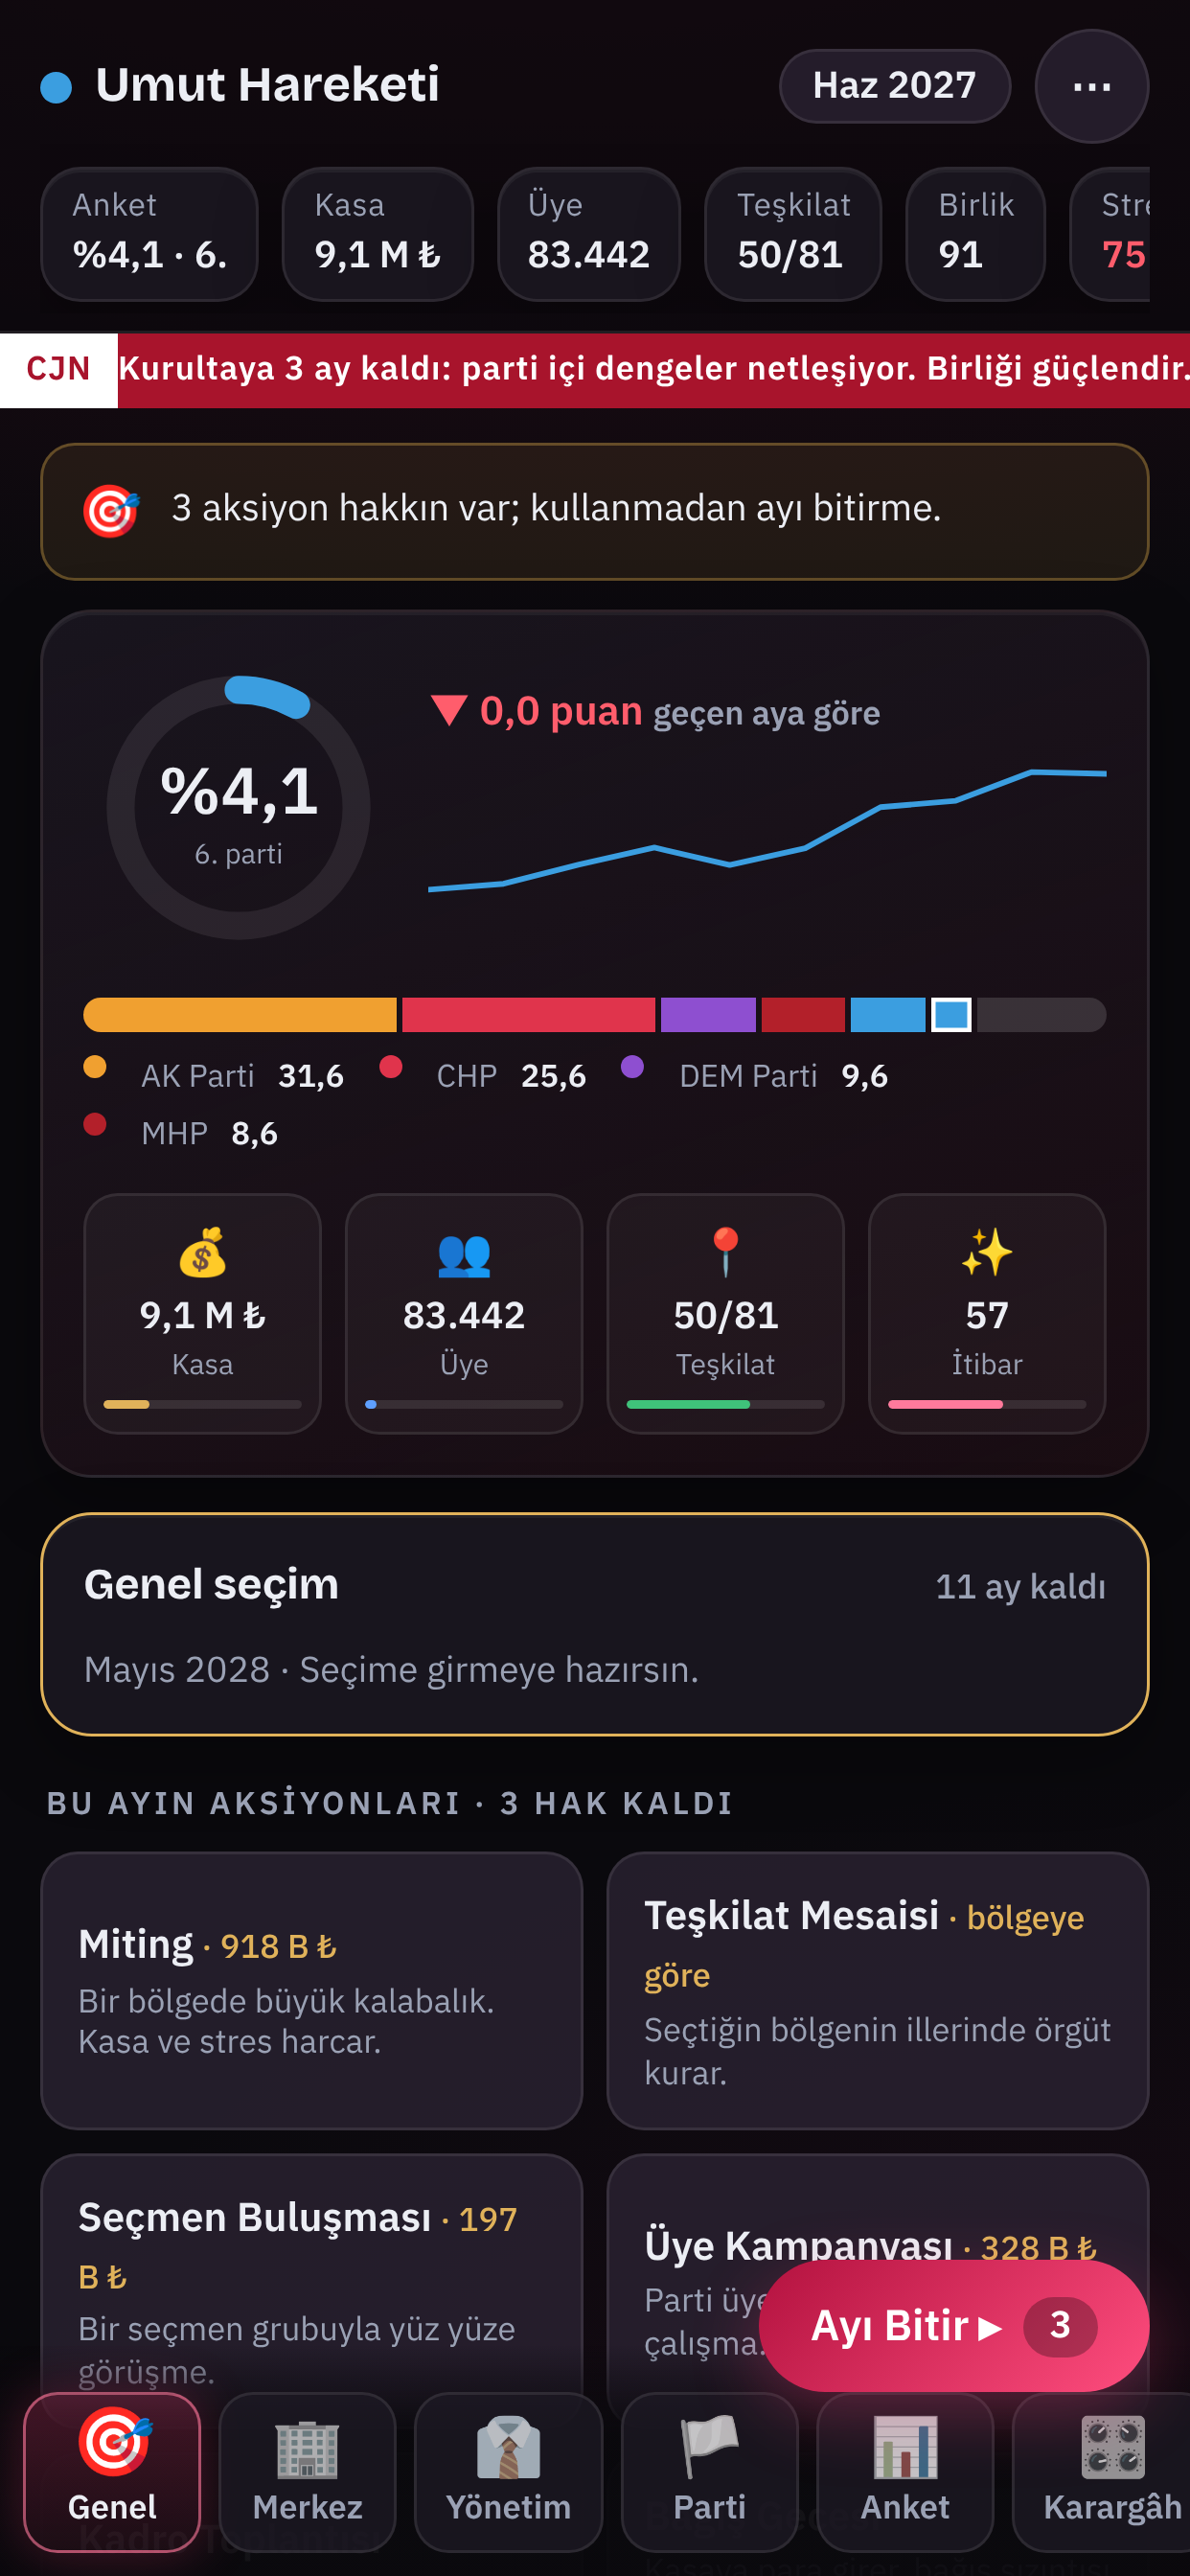 Umut Hareketi
Haz 2027
...
Anket
%4,1 · 6.
Kasa
9,1 M ₺
Üye
83.442
Teşkilat
50/81
Birlik
91
Stre
75
CJN
Kurultaya 3 ay kaldı: parti içi dengeler netleşiyor. Birliği güçlendir.
3 aksiyon hakkın var; kullanmadan ayı bitirme.
▼ 0,0 puan geçen aya göre
%4,1
6. parti
AK Parti 31,6 CHP 25,6 DEM Parti 9,6
MHP 8,6
9,1 M ₺
Kasa
83.442
Üye
50/81
Teşkilat
57
İtibar
Genel seçim
11 ay kaldı
Mayıs 2028 · Seçime girmeye hazırsın.
BU AYIN AKSİYONLARI · 3 HAK KALDI
Miting · 918 B ₺
Bir bölgede büyük kalabalık.
Kasa ve stres harcar.
Teşkilat Mesaisi · bölgeye
göre
Seçtiğin bölgenin illerinde örgüt
kurar.
Seçmen Buluşması · 197
B ₺
Bir seçmen grubuyla yüz yüze
görüşme.
Üye Kampanyası · 328 B ₺
Parti üye
çalışma.
Ayı Bitir ▸ 3
Genel
Merkez
Yönetim
Parti
Anket
Karargâh
Kadro Toplantısı